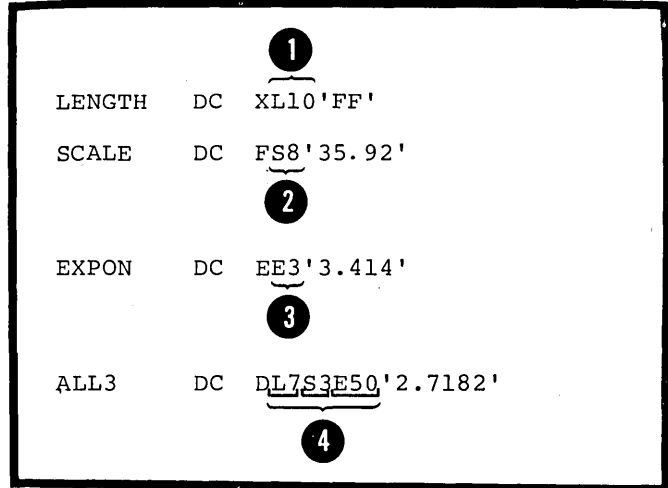 1
LENGTH DC XL10'FF'
SCALE DC FS8'35.92'
2
EXPON DC EE3'3.414'
3
ALL3 DC DL7S3E50'2.7182'
4